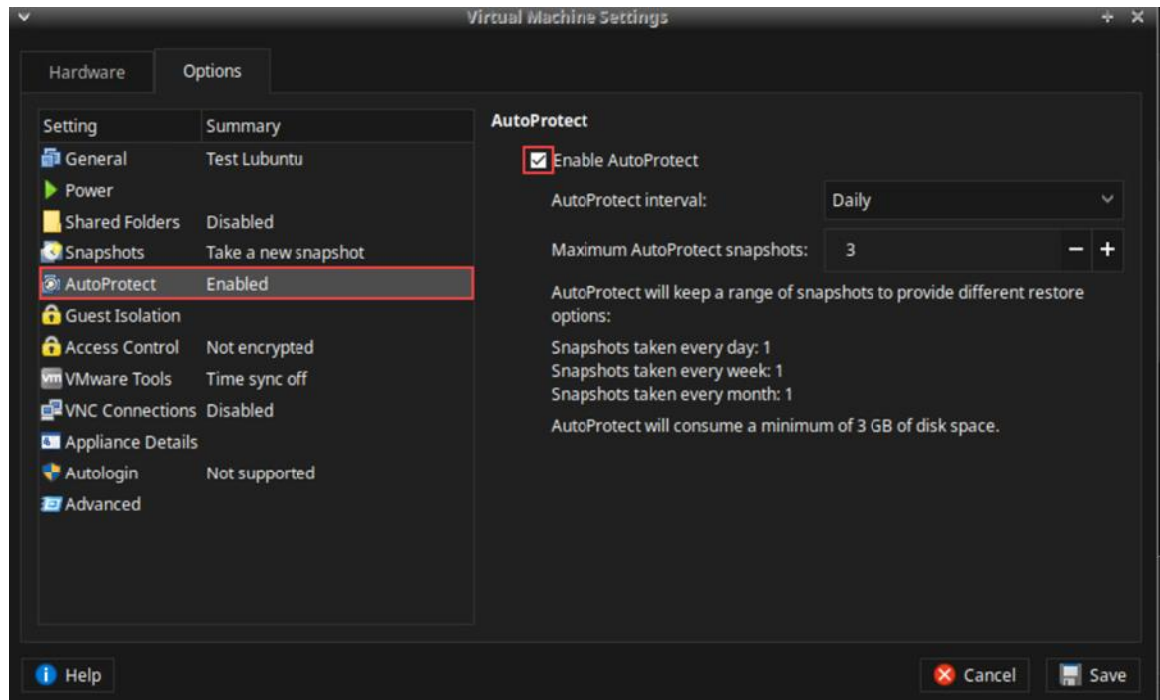 Virtual Machine Settings
Hardware Options
Setting Summary
General Test Lubuntu
Power
Shared Folders Disabled
Snapshots Take a new snapshot
AutoProtect Enabled
Guest Isolation
Access Control Not encrypted
vm VMware Tools Time sync off
VNC Connections Disabled
Appliance Details
Autologin Not supported
Advanced
AutoProtect
Enable AutoProtect
AutoProtect interval: Daily
Maximum AutoProtect snapshots: 3
AutoProtect will keep a range of snapshots to provide different restore
options:
Snapshots taken every day: 1
Snapshots taken every week: 1
Snapshots taken every month: 1
AutoProtect will consume a minimum of 3 GB of disk space.
Help Cancel Save